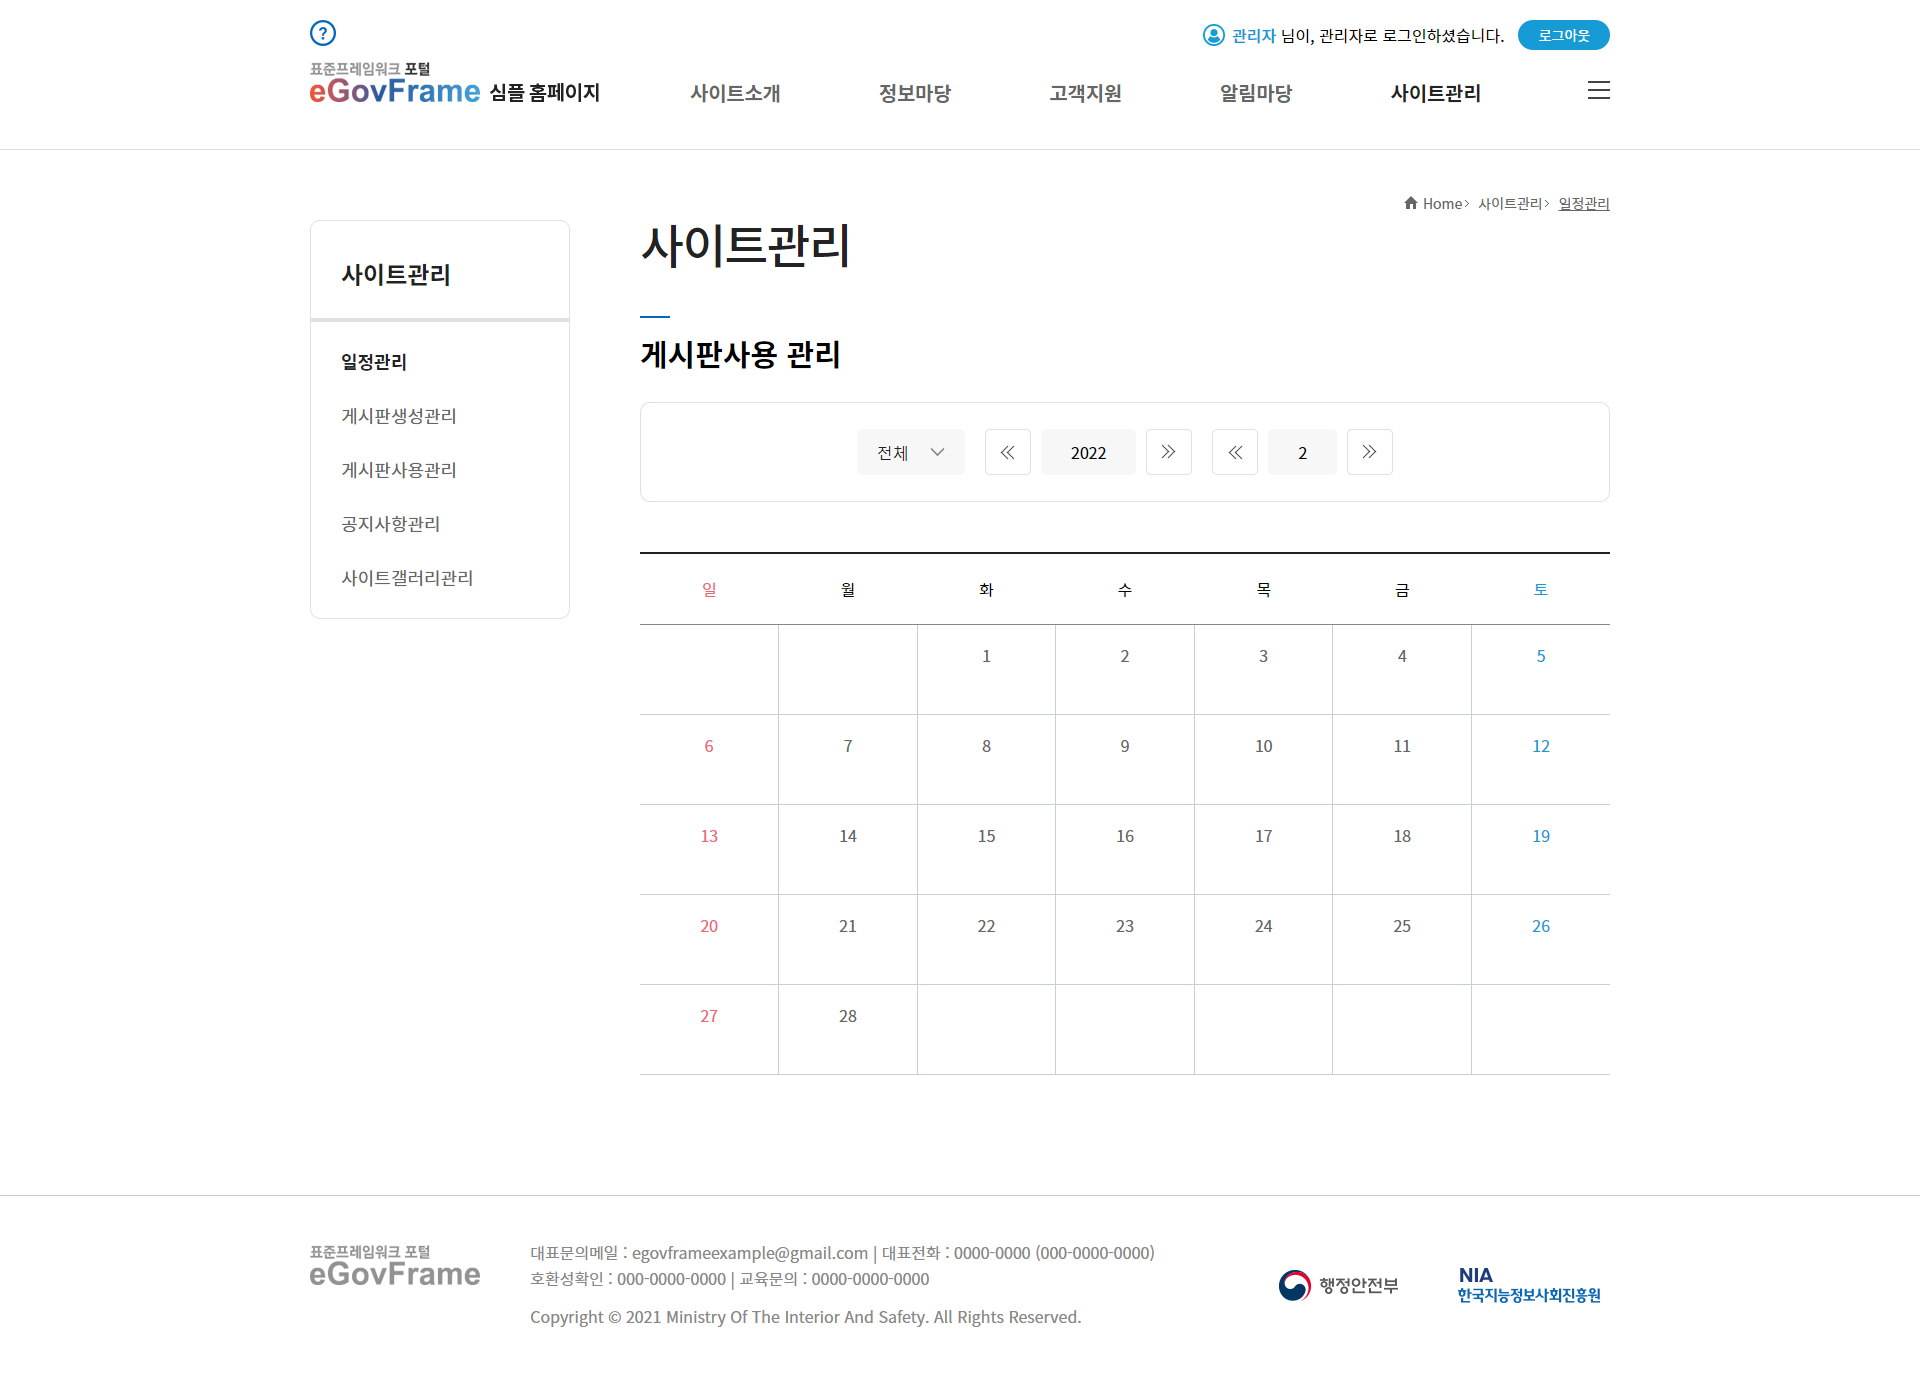 ?
관리자 님이, 관리자로 로그인하셨습니다. 로그아웃
표준프레임워크 포털
eGovFrame 심플 홈페이지
사이트소개 정보마당 고객지원 알림마당 사이트관리
Home 사이트관리 일정관리
사이트관리
일정관리
게시판생성관리
게시판사용관리
공지사항관리
사이트갤러리관리
사이트관리
게시판사용 관리
전체 2022 2
일 월 화 수 목 금 토
1 2 3 4 5
6 7 8 9 10 11 12
13 14 15 16 17 18 19
20 21 22 23 24 25 26
27 28
표준프레임워크 포털
eGovFrame
대표문의메일 : egovframeexample@gmail.com | 대표전화 : 0000-0000 (000-0000-0000)
호환성확인 : 000-0000-0000 | 교육문의 : 0000-0000-0000
Copyright © 2021 Ministry Of The Interior And Safety. All Rights Reserved.
행정안전부
NIA
한국지능정보사회진흥원